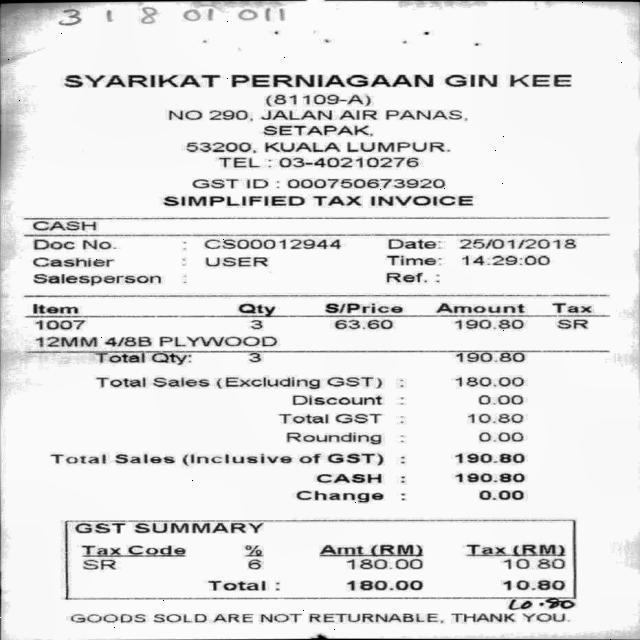 3 1 8 01 011
SYARIKAT PERNIAGAAN GIN KEE
(81109-A)
NO 290, JALAN AIR PANAS,
SETAPAK,
53200, KUALA LUMPUR.
TEL : 03-40210276
GST ID : 000750673920
SIMPLIFIED TAX INVOICE
CASH
Doc No. : CS00012944 Date: 25/01/2018
Cashier : USER Time: 14:29:00
Salesperson : Ref. :
Item Qty S/Price Amount Tax
1007 3 63.60 190.80 SR
12MM 4/8B PLYWOOD
Total Qty: 3 190.80
Total Sales (Excluding GST) : 180.00
Discount : 0.00
Total GST : 10.80
Rounding : 0.00
Total Sales (Inclusive of GST) : 190.80
CASH : 190.80
Change : 0.00
GST SUMMARY
Tax Code % Amt (RM) Tax (RM)
SR 6 180.00 10.80
Total : 180.00 10.80
10.80
GOODS SOLD ARE NOT RETURNABLE, THANK YOU.